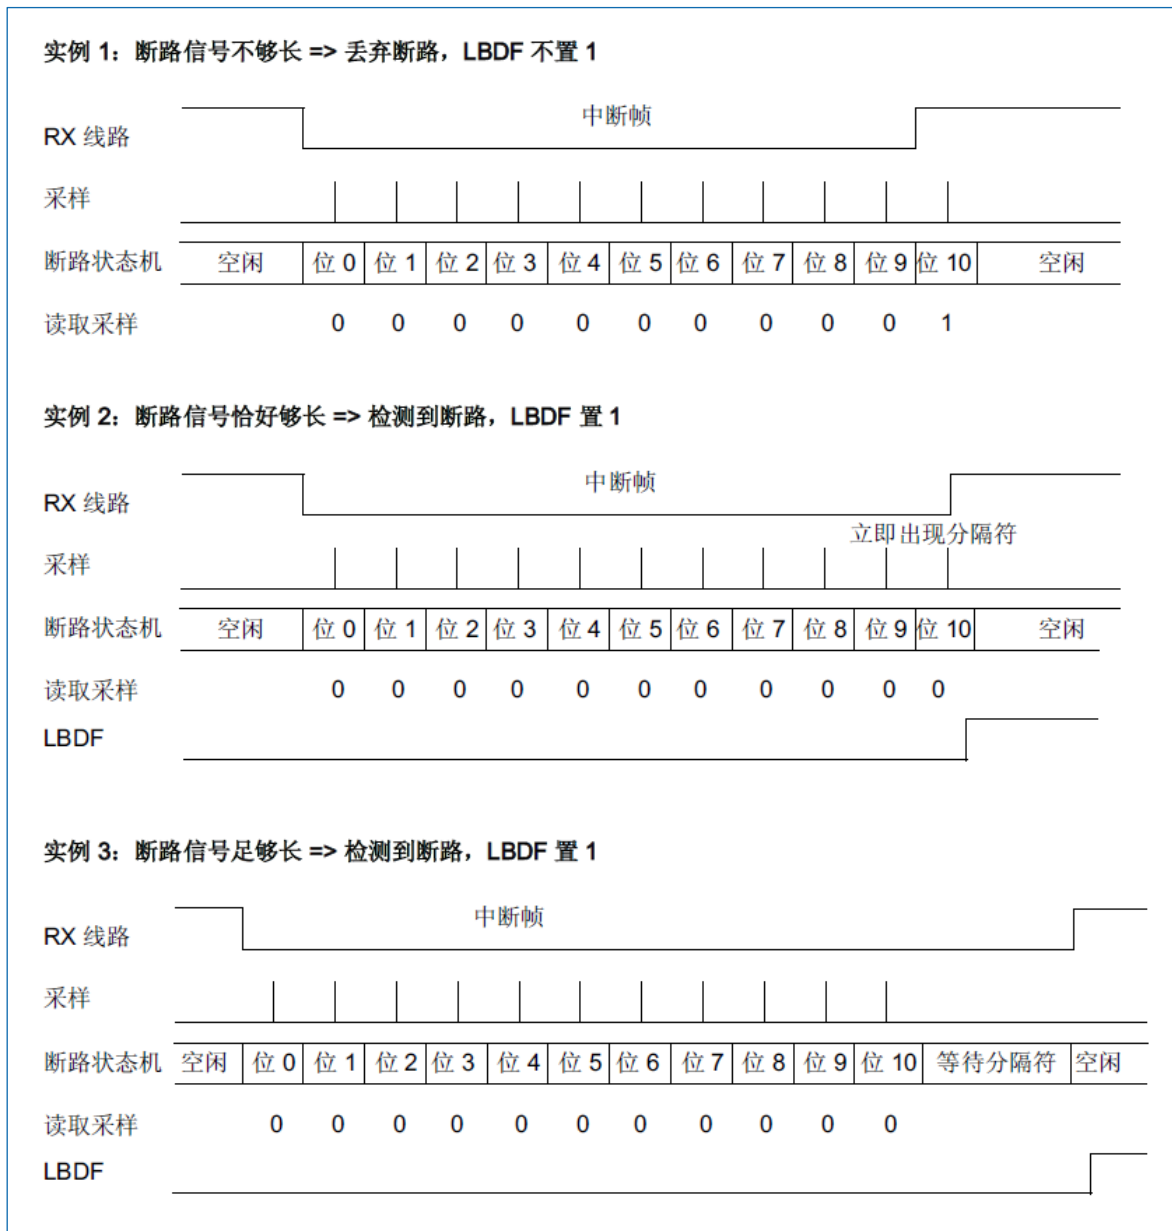 实例 1：断路信号不够长 => 丢弃断路，LBDF 不置 1
中断帧
RX 线路
采样
断路状态机 空闲 位 0 位 1 位 2 位 3 位 4 位 5 位 6 位 7 位 8 位 9 位 10 空闲
读取采样 0 0 0 0 0 0 0 0 0 0 1
实例 2：断路信号恰好够长 => 检测到断路，LBDF 置 1
中断帧
RX 线路
立即出现分隔符
采样
断路状态机 空闲 位 0 位 1 位 2 位 3 位 4 位 5 位 6 位 7 位 8 位 9 位 10 空闲
读取采样 0 0 0 0 0 0 0 0 0 0 0
LBDF
实例 3：断路信号足够长 => 检测到断路，LBDF 置 1
中断帧
RX 线路
采样
断路状态机 空闲 位 0 位 1 位 2 位 3 位 4 位 5 位 6 位 7 位 8 位 9 位 10 等待分隔符 空闲
读取采样 0 0 0 0 0 0 0 0 0 0 0
LBDF